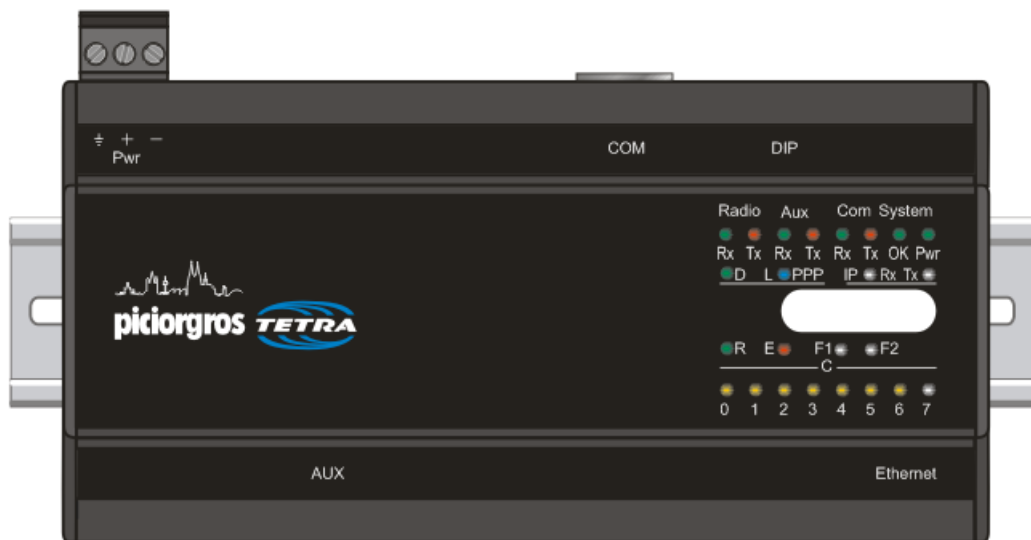 + −
Pwr
COM
DIP
Radio Aux Com System
Rx Tx Rx Tx Rx Tx OK Pwr
D L PPP IP Rx Tx
piciorgros TETRA
R E F1 F2
C
0 1 2 3 4 5 6 7
AUX
Ethernet